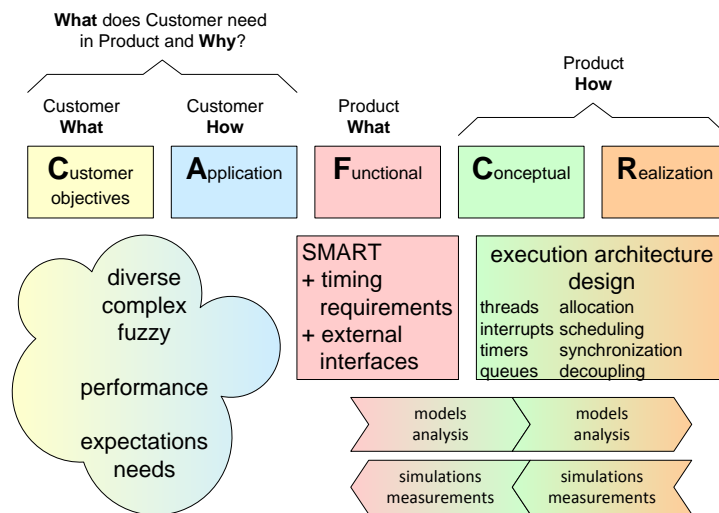 What does Customer need
in Product and Why?
Product
How
Customer
What
Customer
How
Product
What
Customer
objectives
Application
Functional
Conceptual
Realization
diverse
complex
fuzzy
performance
expectations
needs
SMART
+ timing
requirements
+ external
interfaces
execution architecture
design
threads allocation
interrupts scheduling
timers synchronization
queues decoupling
models
analysis
models
analysis
simulations
measurements
simulations
measurements